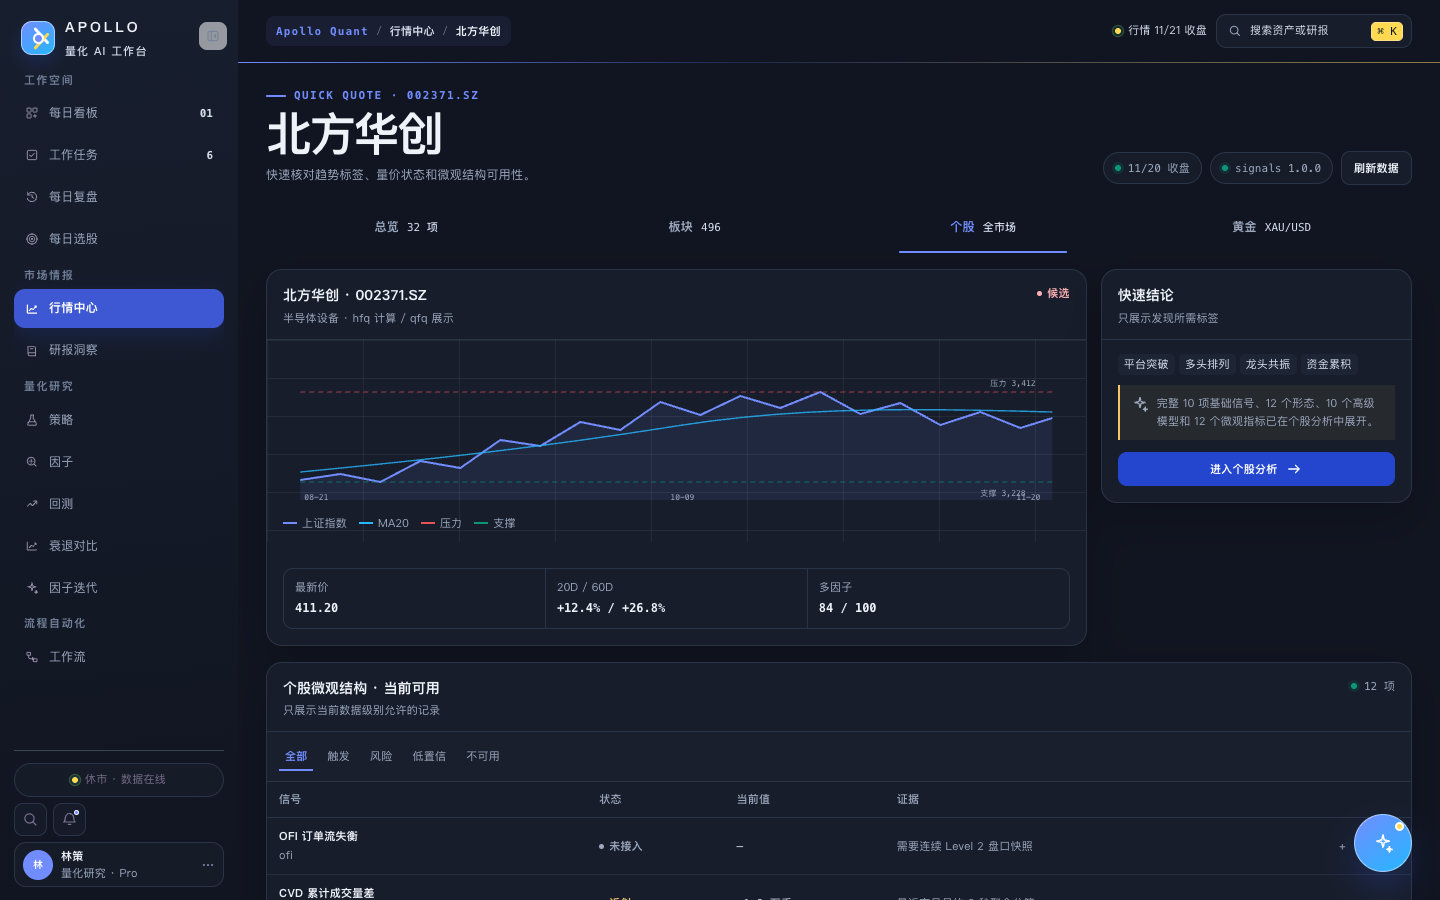 APOLLO
量化 AI 工作台
工作空间
每日看板 01
工作任务 6
每日复盘
每日选股
市场情报
行情中心
研报洞察
量化研究
策略
因子
回测
衰退对比
因子迭代
流程自动化
工作流
休市 · 数据在线
林
林策
量化研究 · Pro
Apollo Quant / 行情中心 / 北方华创
行情 11/21 收盘
搜索资产或研报
⌘ K
QUICK QUOTE · 002371.SZ
北方华创
快速核对趋势标签、量价状态和微观结构可用性。
11/20 收盘
signals 1.0.0
刷新数据
总览 32 项
板块 496
个股 全市场
黄金 XAU/USD
北方华创 · 002371.SZ
候选
半导体设备 · hfq 计算 / qfq 展示
压力 3,412
支撑 3,228
08-21
10-09
11-20
上证指数
MA20
压力
支撑
最新价
411.20
20D / 60D
+12.4% / +26.8%
多因子
84 / 100
快速结论
只展示发现所需标签
平台突破
多头排列
龙头共振
资金累积
完整 10 项基础信号、12 个形态、10 个高级
模型和 12 个微观指标已在个股分析中展开。
进入个股分析 →
个股微观结构 · 当前可用
12 项
只展示当前数据级别允许的记录
全部
触发
风险
低置信
不可用
信号
状态
当前值
证据
OFI 订单流失衡
ofi
未接入
—
需要连续 Level 2 盘口快照
+
CVD 累计成交量差